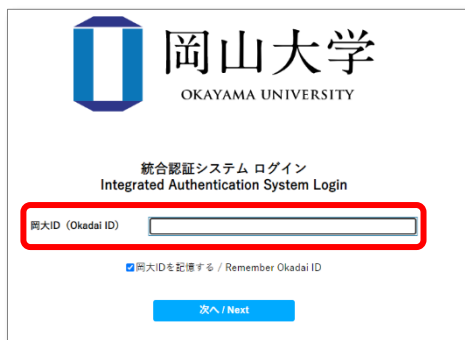 岡山大学
OKAYAMA UNIVERSITY
統合認証システム ログイン
Integrated Authentication System Login
岡大ID（Okadai ID）
岡大IDを記憶する / Remember Okadai ID
次へ / Next